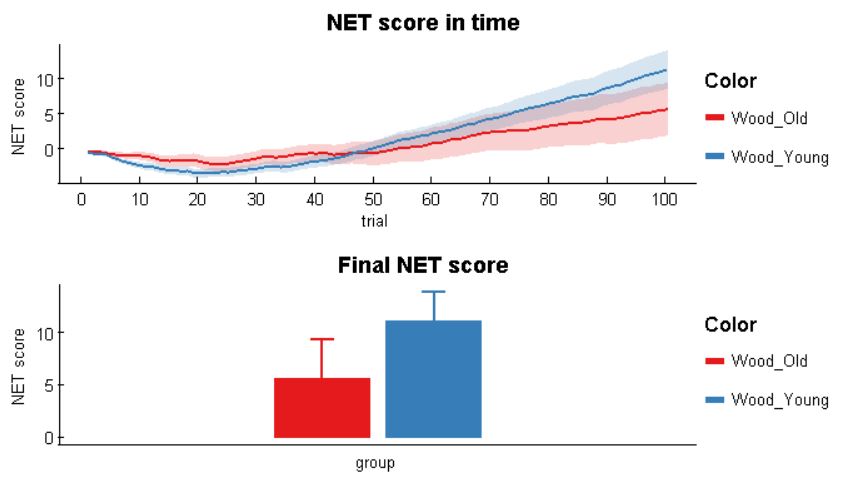 NET score in time
NET score
10
5
0
0 10 20 30 40 50 60 70 80 90 100
trial
Color
Wood_Old
Wood_Young
Final NET score
NET score
10
5
0
group
Color
Wood_Old
Wood_Young